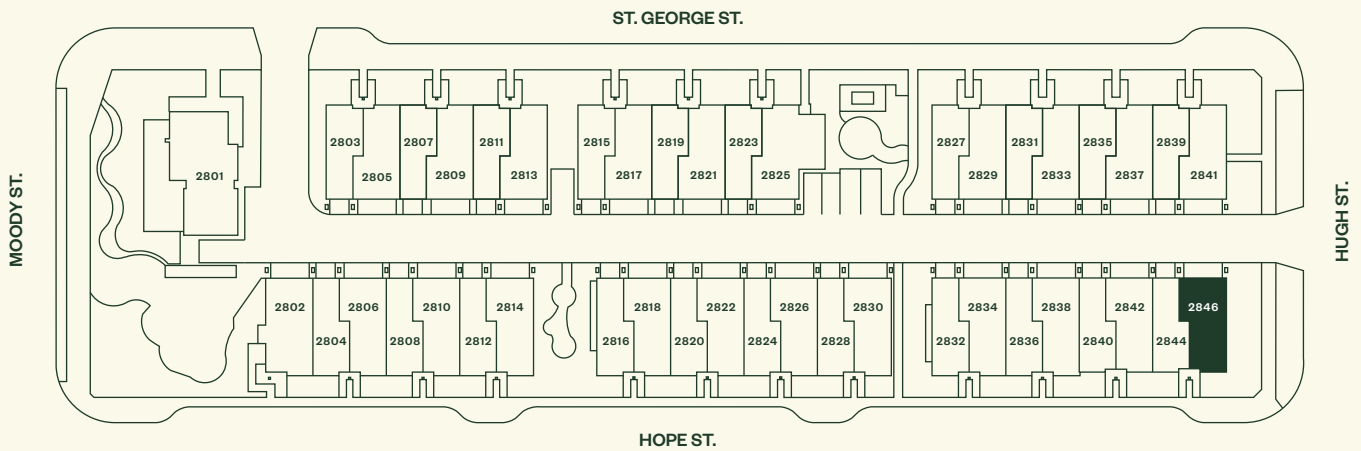 ST. GEORGE ST.
MOODY ST.
HUGH ST.
2803 2807 2811 2815 2819 2823 2827 2831 2835 2839
2801 2805 2809 2813 2817 2821 2825 2829 2833 2837 2841
2802 2806 2810 2814 2818 2822 2826 2830 2834 2838 2842 2846
2804 2808 2812 2816 2820 2824 2828 2832 2836 2840 2844
HOPE ST.